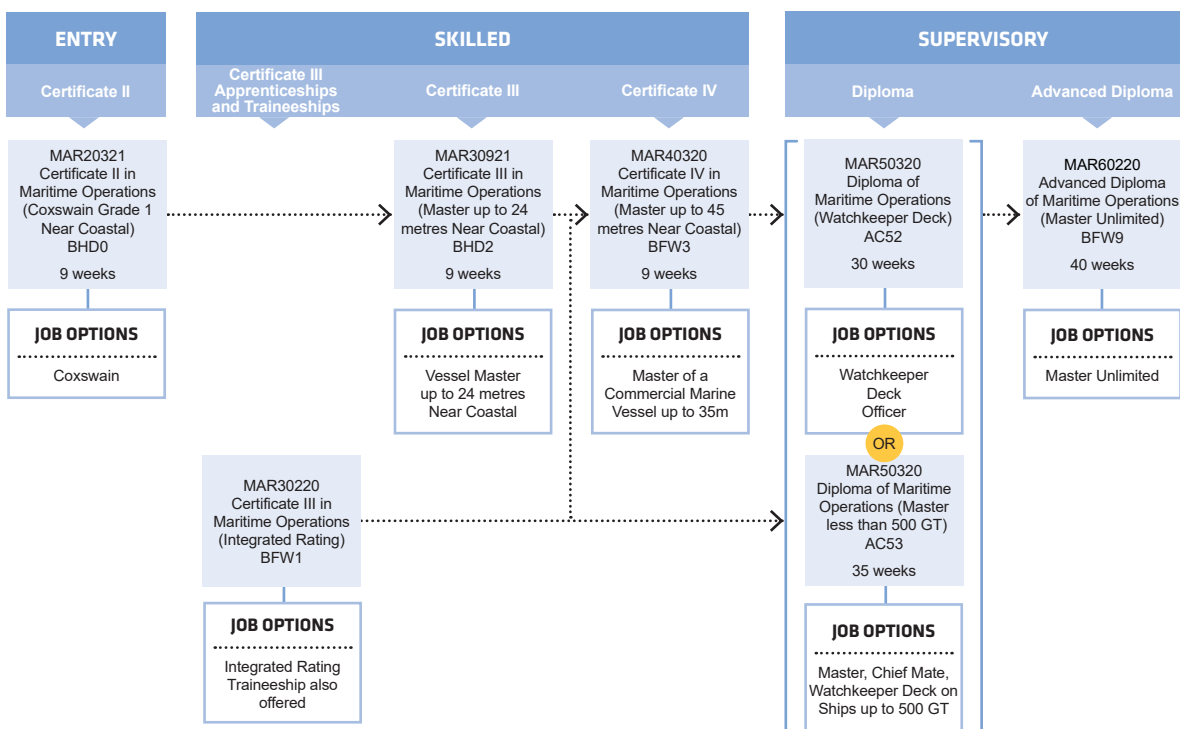 ENTRY
SKILLED
SUPERVISORY
Certificate II
Certificate III
Apprenticeships
and Traineeships
Certificate III
Certificate IV
Diploma
Advanced Diploma
MAR20321
Certificate II in
Maritime Operations
(Coxswain Grade 1
Near Coastal)
BHD0
9 weeks
JOB OPTIONS
Coxswain
MAR30921
Certificate III in
Maritime Operations
(Master up to 24
metres Near Coastal)
BHD2
9 weeks
JOB OPTIONS
Vessel Master
up to 24 metres
Near Coastal
MAR40320
Certificate IV in
Maritime Operations
(Master up to 45
metres Near Coastal)
BFW3
9 weeks
JOB OPTIONS
Master of a
Commercial Marine
Vessel up to 35m
MAR50320
Diploma of
Maritime Operations
(Watchkeeper Deck)
AC52
30 weeks
JOB OPTIONS
Watchkeeper
Deck
Officer
MAR60220
Advanced Diploma
of Maritime Operations
(Master Unlimited)
BFW9
40 weeks
JOB OPTIONS
Master Unlimited
OR
MAR30220
Certificate III in
Maritime Operations
(Integrated Rating)
BFW1
JOB OPTIONS
Integrated Rating
Traineeship also
offered
MAR50320
Diploma of Maritime
Operations (Master
less than 500 GT)
AC53
35 weeks
JOB OPTIONS
Master, Chief Mate,
Watchkeeper Deck on
Ships up to 500 GT